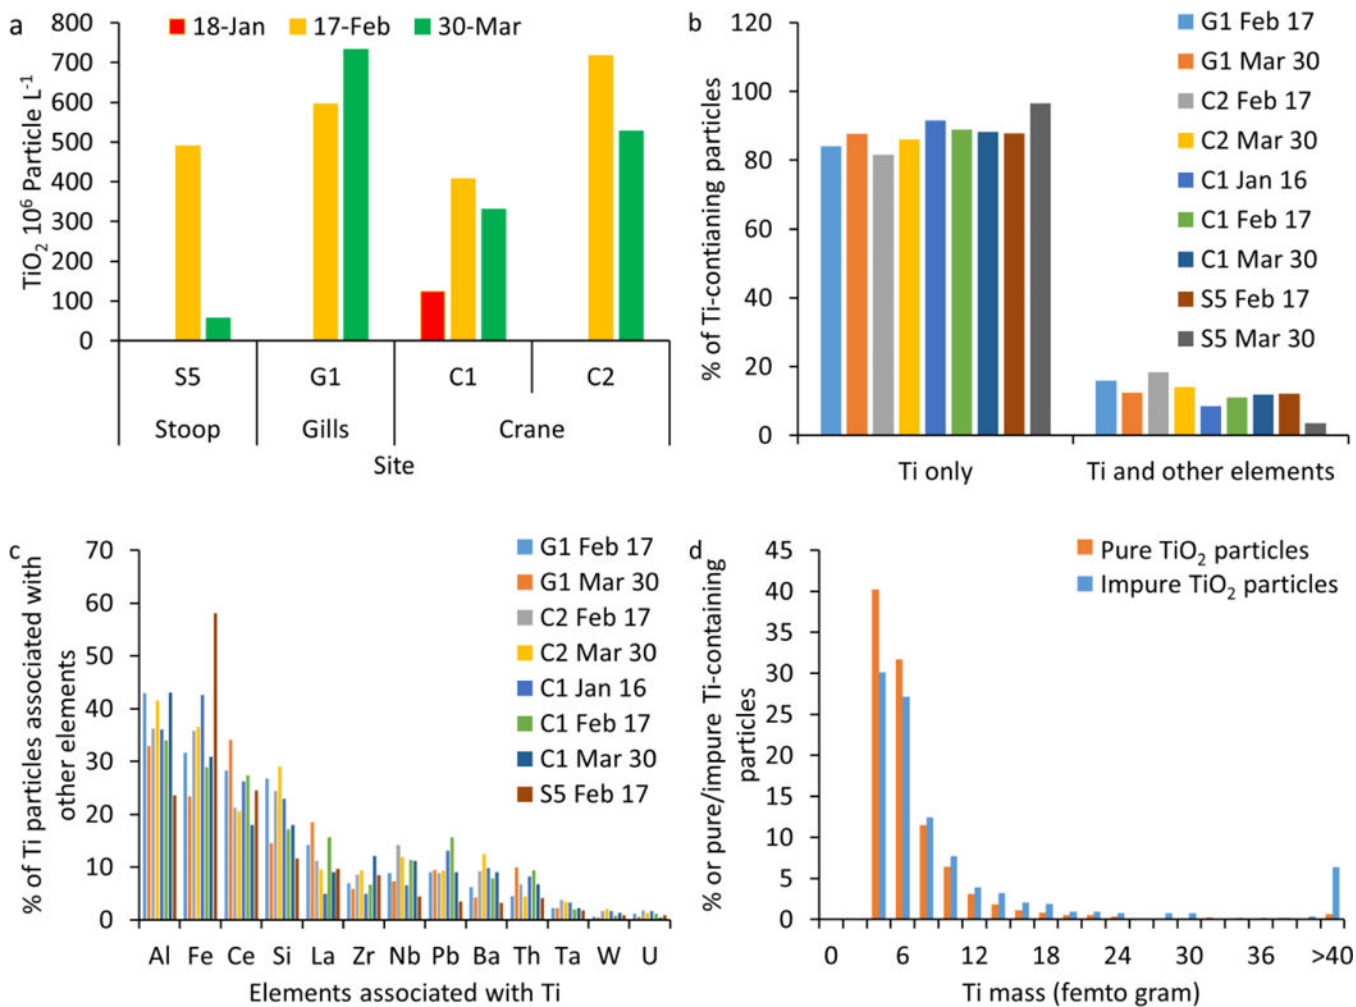 a
18-Jan 17-Feb 30-Mar
TiO2 10^6 Particle L^-1
800
700
600
500
400
300
200
100
0
S5 G1 C1 C2
Stoop Gills Crane
Site
b
% of Ti-contianing particles
120
100
80
60
40
20
0
G1 Feb 17
G1 Mar 30
C2 Feb 17
C2 Mar 30
C1 Jan 16
C1 Feb 17
C1 Mar 30
S5 Feb 17
S5 Mar 30
Ti only Ti and other elements
c
% of Ti particles associated with
other elements
70
60
50
40
30
20
10
0
G1 Feb 17
G1 Mar 30
C2 Feb 17
C2 Mar 30
C1 Jan 16
C1 Feb 17
C1 Mar 30
S5 Feb 17
Al Fe Ce Si La Zr Nb Pb Ba Th Ta W U
Elements associated with Ti
d
% or pure/impure Ti-containing
particles
45
40
35
30
25
20
15
10
5
0
Pure TiO2 particles
Impure TiO2 particles
0 6 12 18 24 30 36 >40
Ti mass (femto gram)